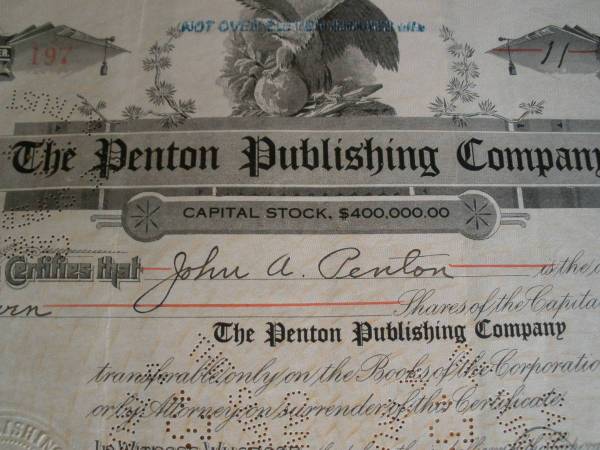 NOT OVER
197
11
The Penton Publishing Company
CAPITAL STOCK, $400,000.00
Certifies that John A. Penton is the
Shares of the Capita
The Penton Publishing Company
transferable only on the Books of the Corporatio
or by Attorney on surrender of this Certificate.
In Witness Whereof